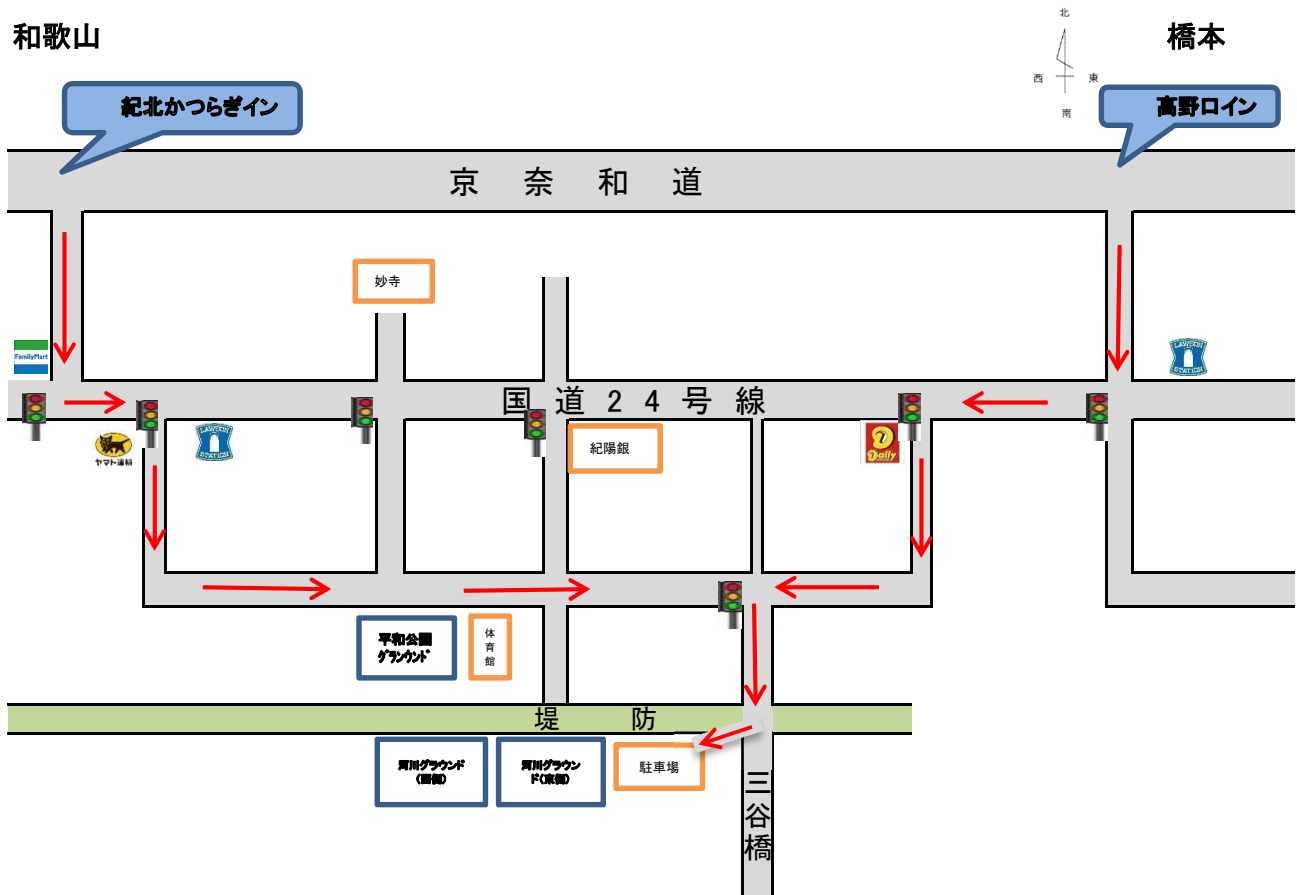 和歌山
北
橋本
西
東
南
紀北かつらぎイン
高野口イン
京奈和道
妙寺
FamilyMart
LAWSON
STATION
国道24号線
ヤマト運輸
LAWSON
STATION
紀陽銀
Daily
平和公園
グランウンド
体育館
堤防
河川グラウンド
(西側)
河川グラウン
ド(東側)
駐車場
三谷橋